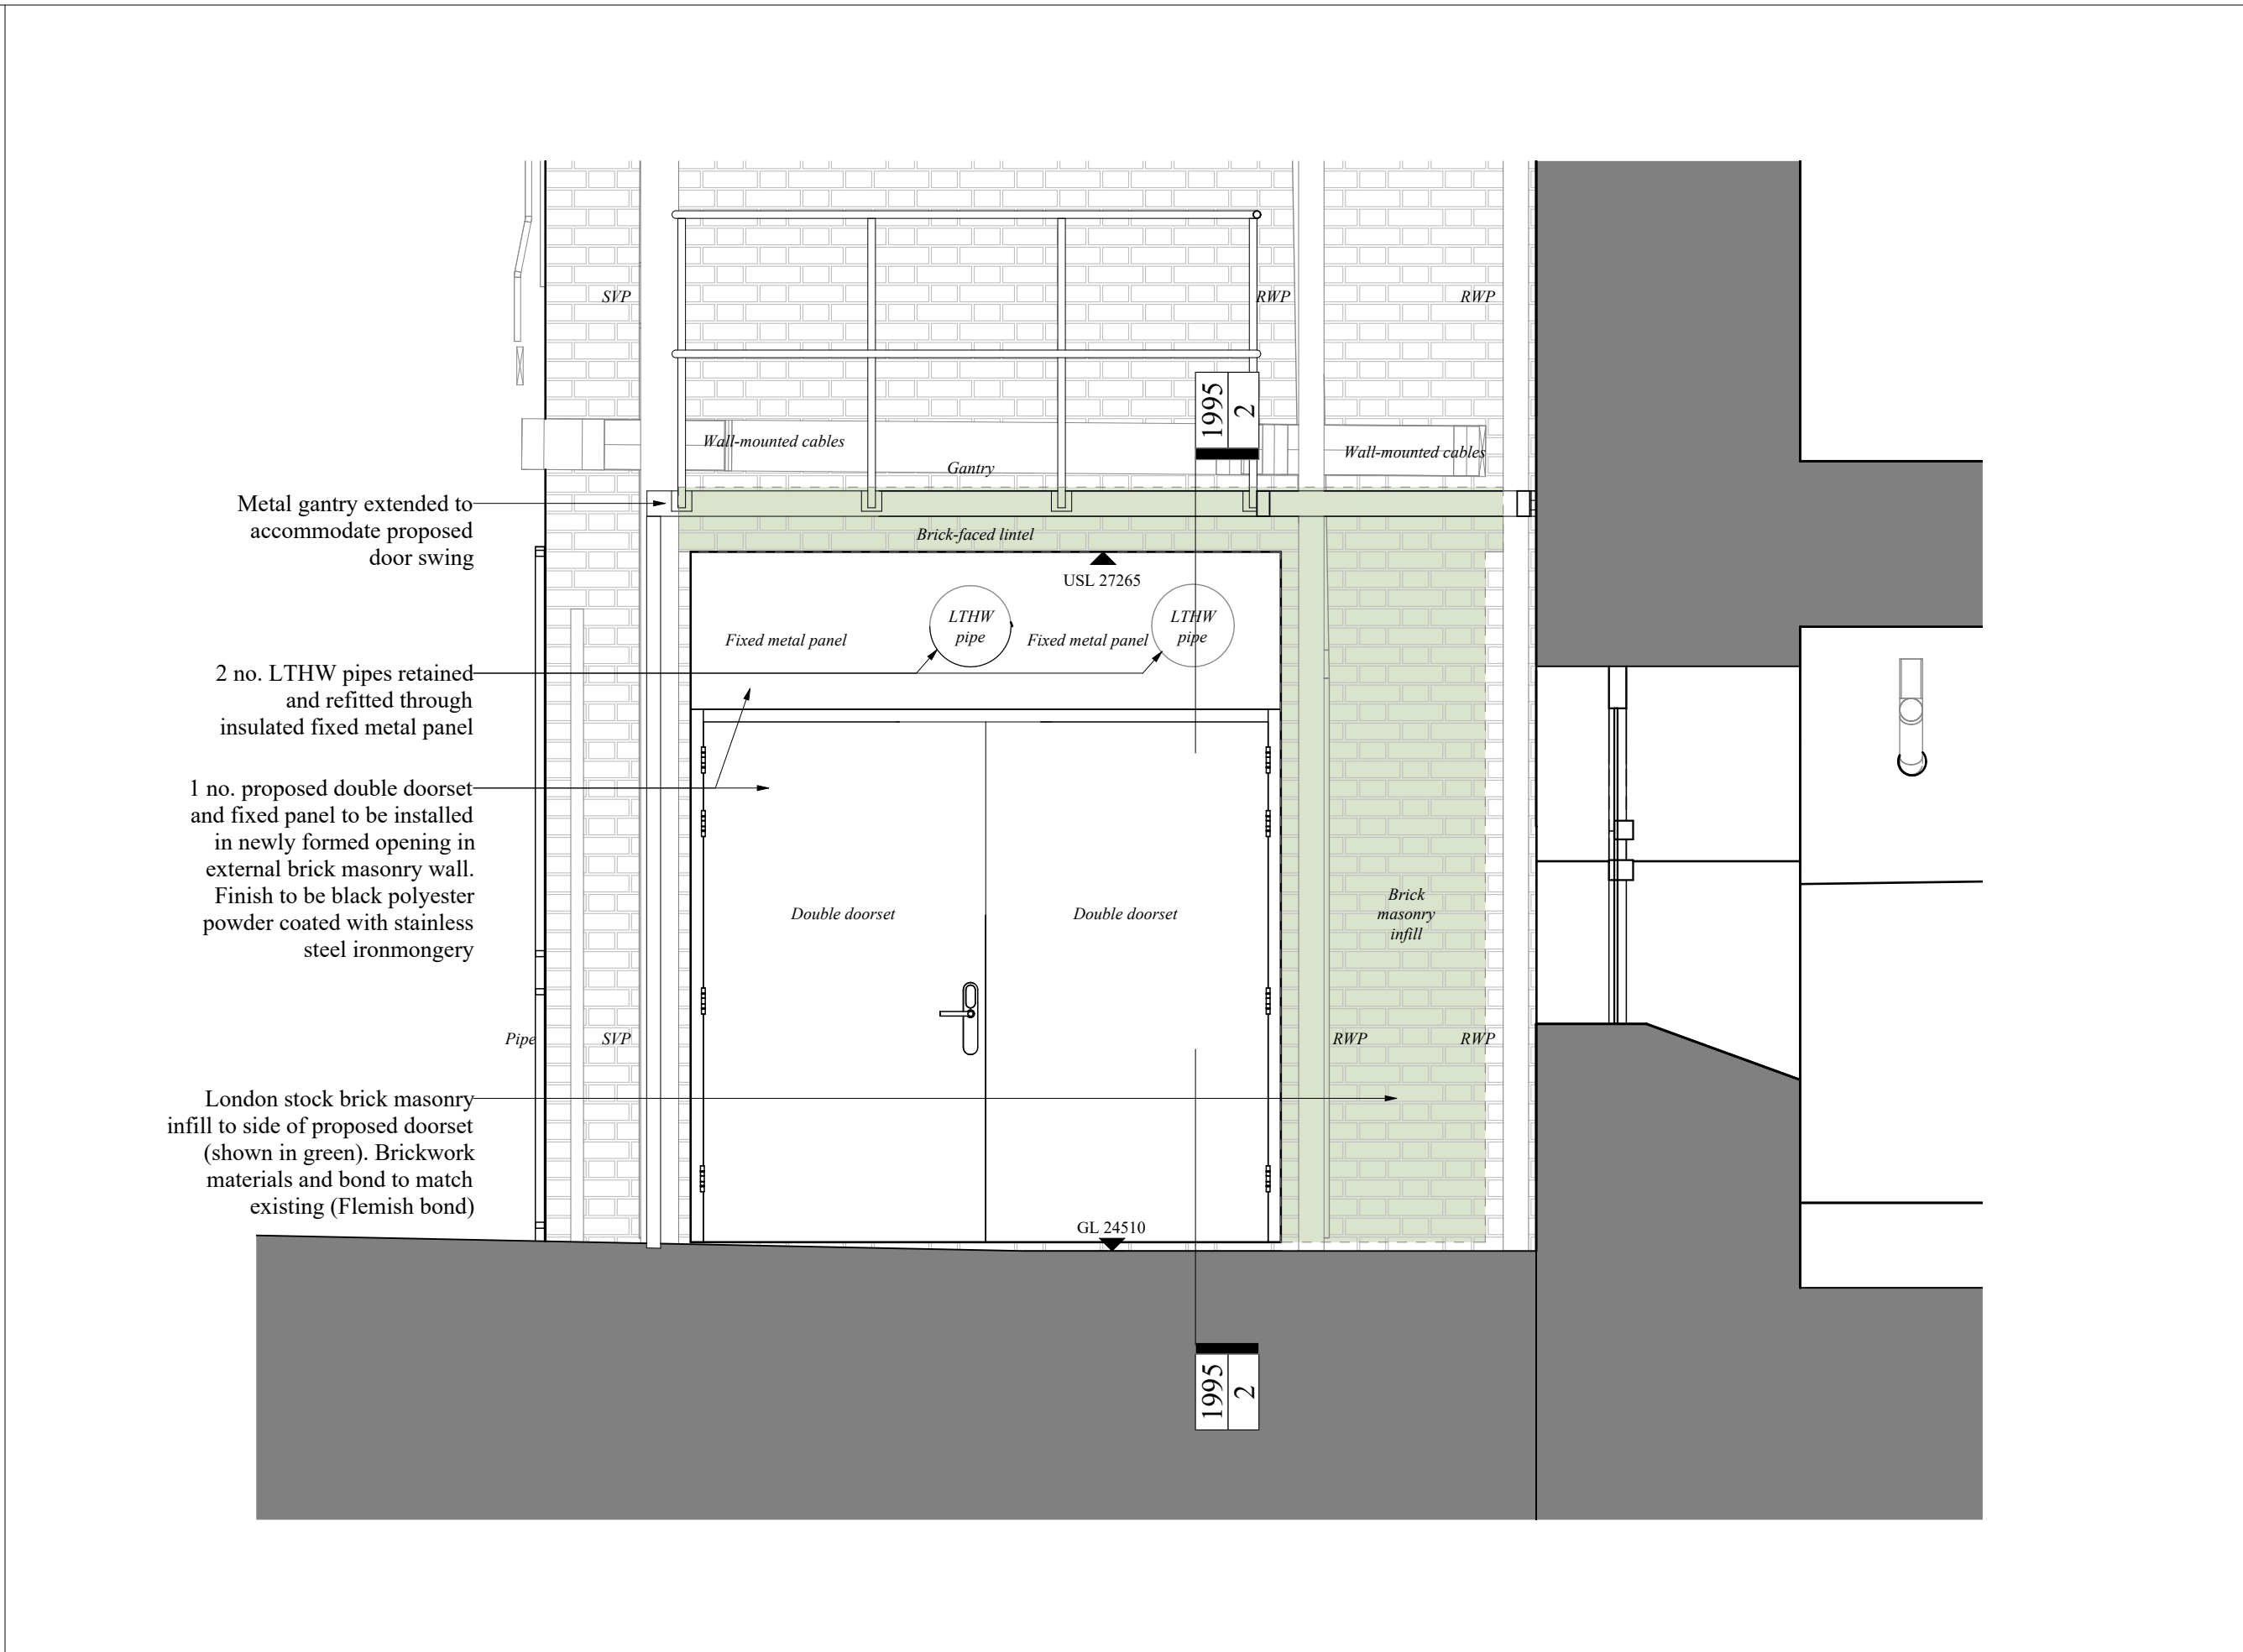 SVP
RWP
RWP
1995
2
Wall-mounted cables
Wall-mounted cables
Gantry
Metal gantry extended to
accommodate proposed
door swing
Brick-faced lintel
USL 27265
LTHW
pipe
LTHW
pipe
Fixed metal panel
Fixed metal panel
2 no. LTHW pipes retained
and refitted through
insulated fixed metal panel
1 no. proposed double doorset
and fixed panel to be installed
in newly formed opening in
external brick masonry wall.
Finish to be black polyester
powder coated with stainless
steel ironmongery
Double doorset
Double doorset
Brick
masonry
infill
Pipe
SVP
RWP
RWP
London stock brick masonry
infill to side of proposed doorset
(shown in green). Brickwork
materials and bond to match
existing (Flemish bond)
GL 24510
1995
2